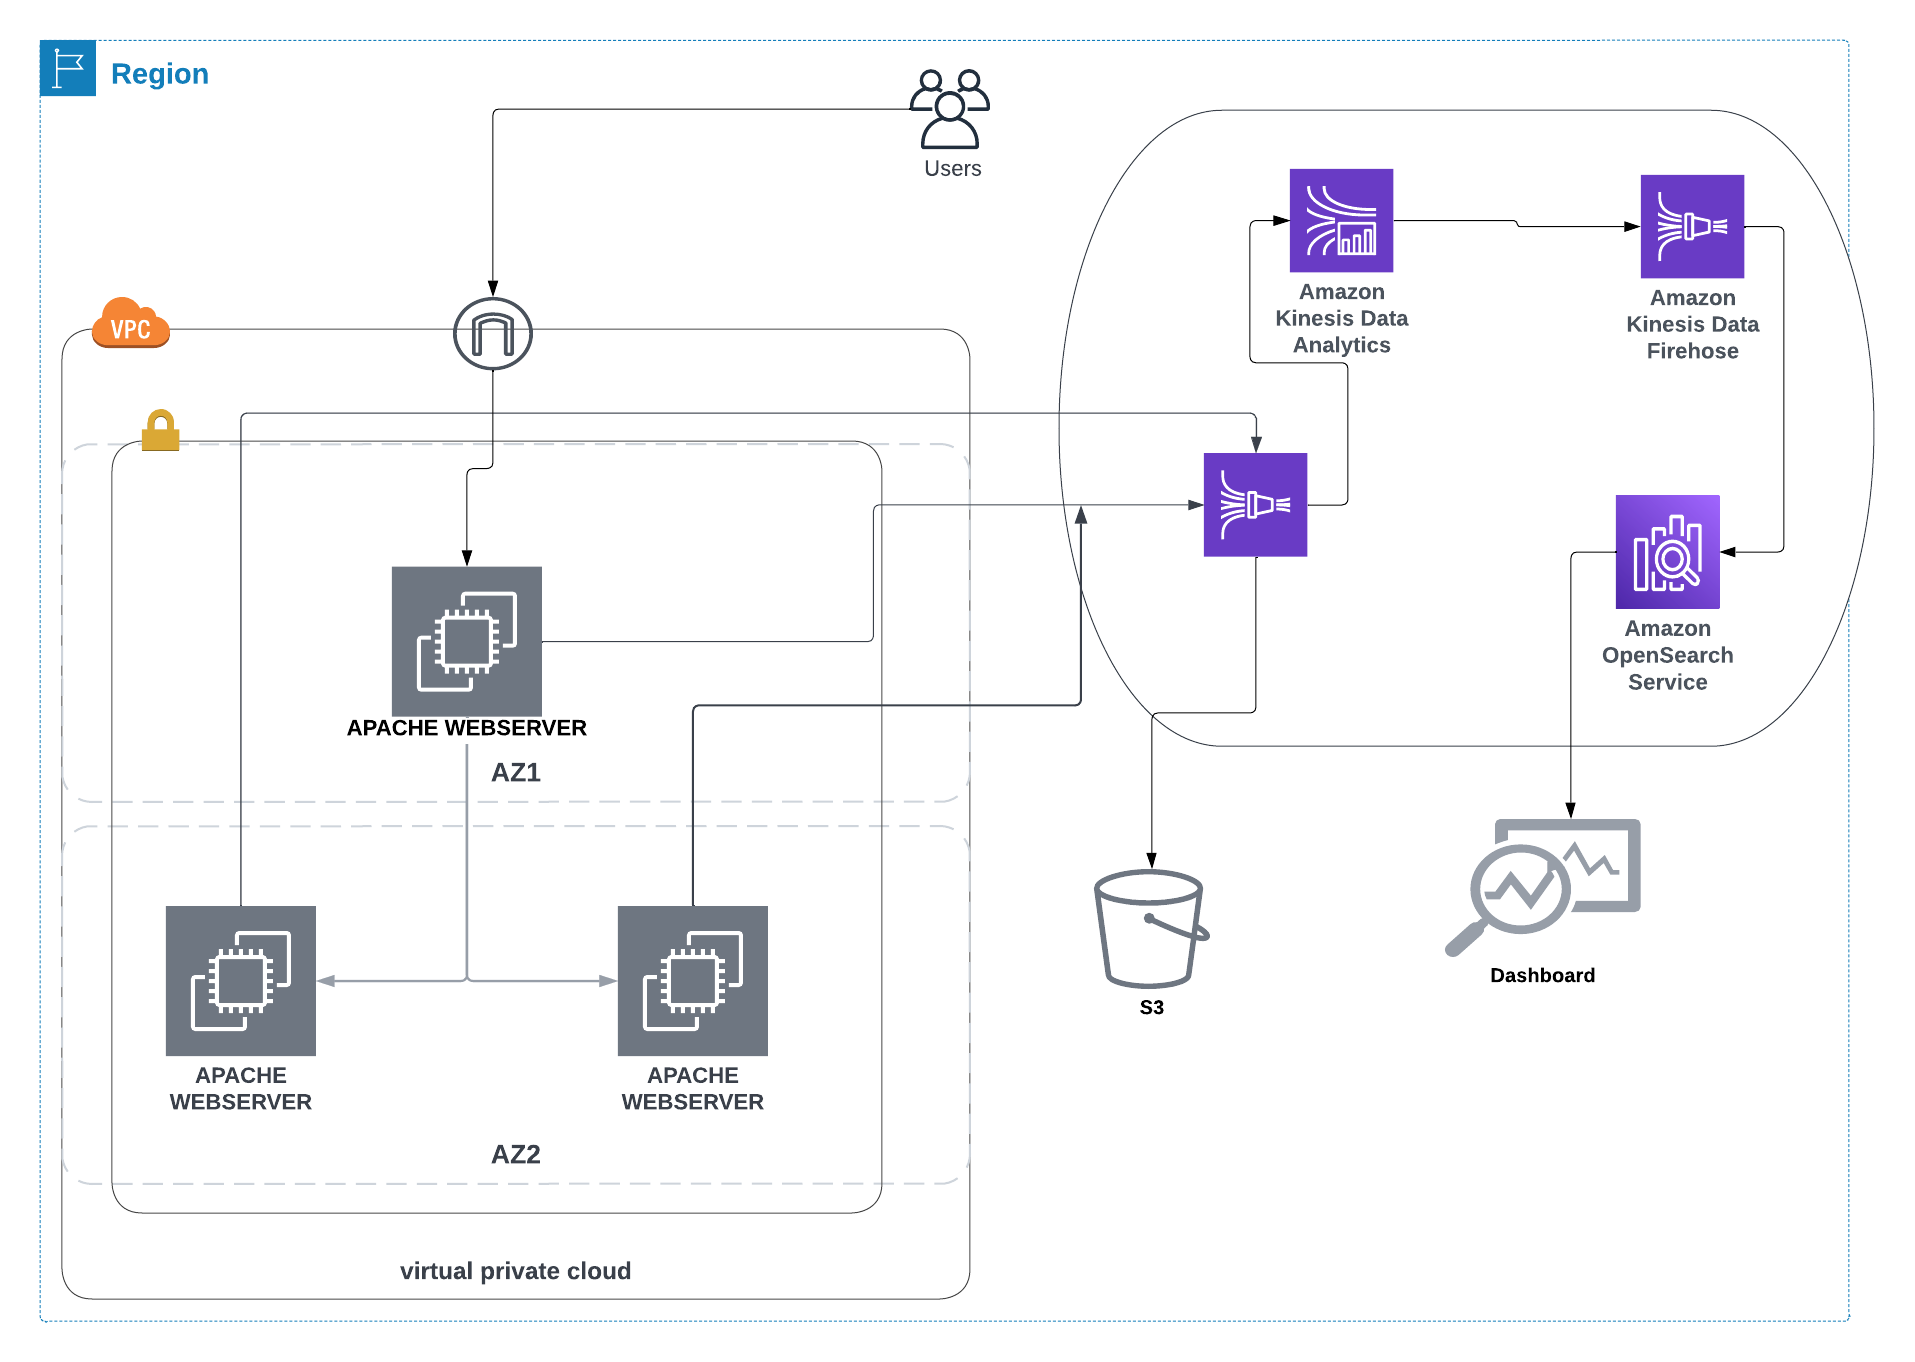 Region
Users
Amazon
Kinesis Data
Analytics
Amazon
Kinesis Data
Firehose
VPC
APACHE WEBSERVER
AZ1
Amazon
OpenSearch
Service
APACHE
WEBSERVER
APACHE
WEBSERVER
AZ2
S3
Dashboard
virtual private cloud